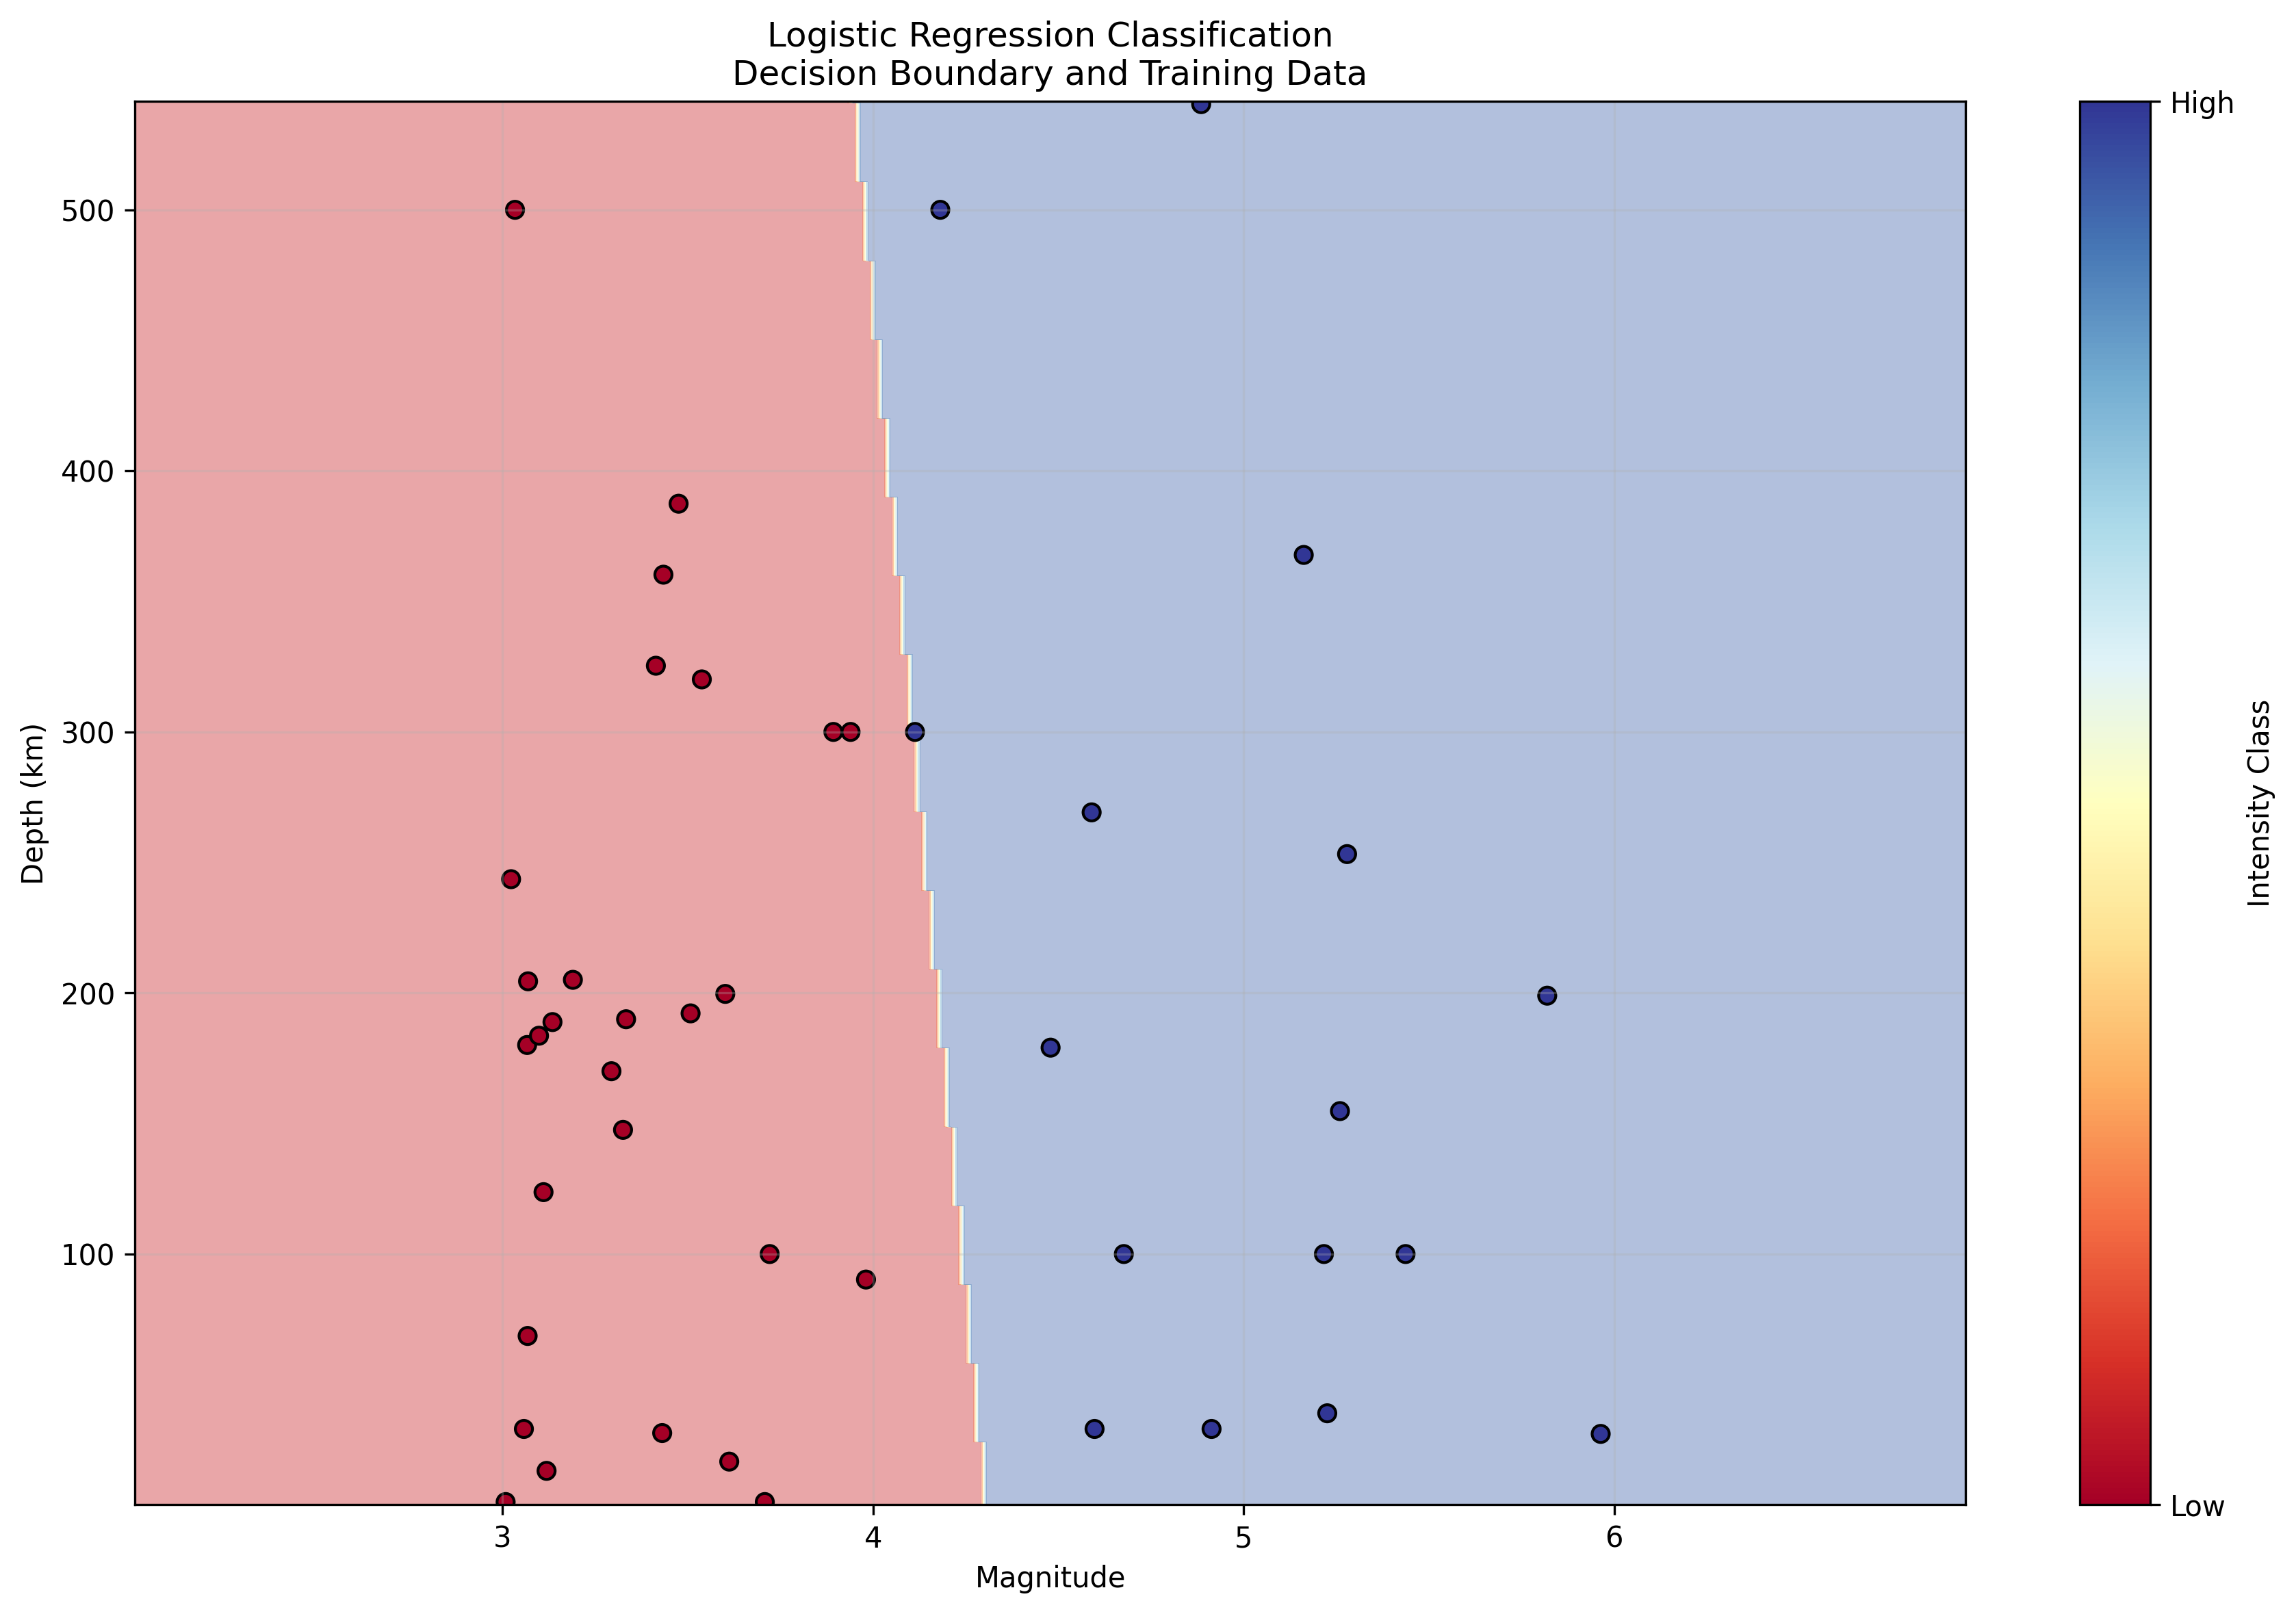 Logistic Regression Classification
Decision Boundary and Training Data
High
500
400
300
200
100
Depth (km)
Intensity Class
Low
3 4 5 6
Magnitude